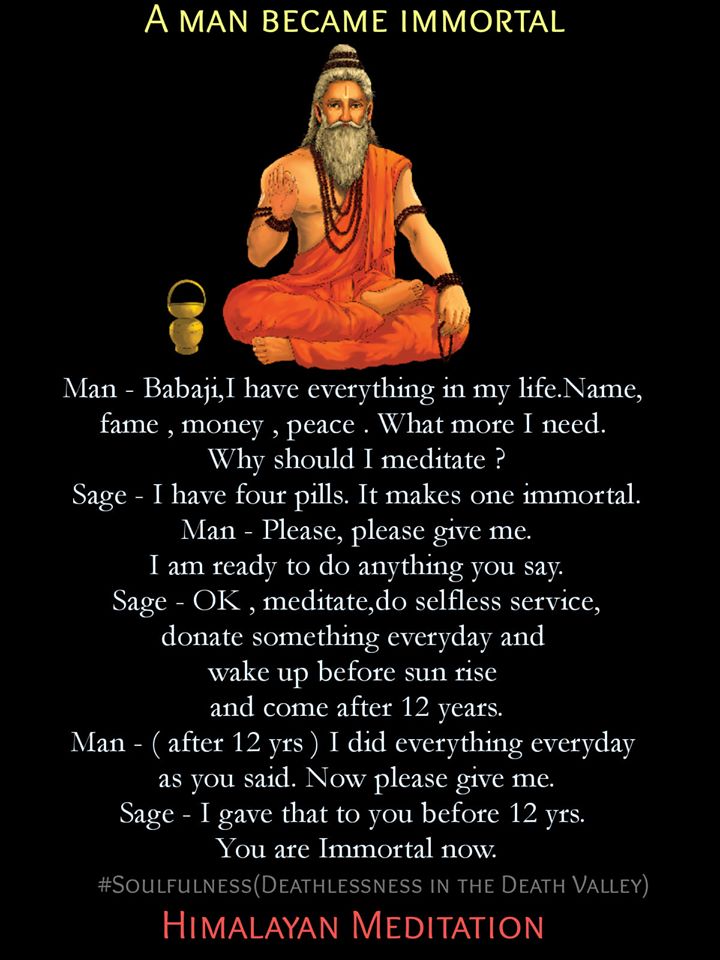 A MAN BECAME IMMORTAL
Man - Babaji,I have everything in my life.Name,
fame , money , peace . What more I need.
Why should I meditate ?
Sage - I have four pills. It makes one immortal.
Man - Please, please give me.
I am ready to do anything you say.
Sage - OK , meditate,do selfless service,
donate something everyday and
wake up before sun rise
and come after 12 years.
Man - ( after 12 yrs ) I did everything everyday
as you said. Now please give me.
Sage - I gave that to you before 12 yrs.
You are Immortal now.
#SOULFULNESS(DEATHLESSNESS IN THE DEATH VALLEY)
HIMALAYAN MEDITATION